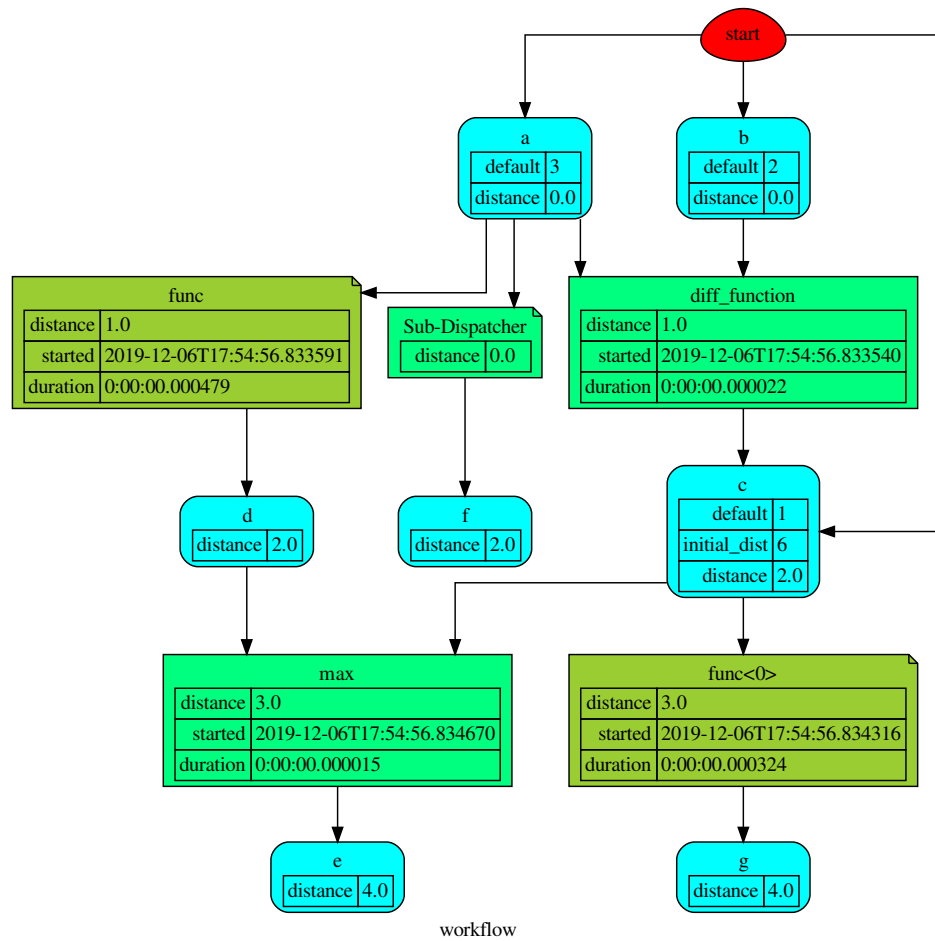 start
a
default 3
distance 0.0
b
default 2
distance 0.0
func
distance 1.0
started 2019-12-06T17:54:56.833591
duration 0:00:00.000479
Sub-Dispatcher
distance 0.0
diff_function
distance 1.0
started 2019-12-06T17:54:56.833540
duration 0:00:00.000022
d
distance 2.0
f
distance 2.0
c
default 1
initial_dist 6
distance 2.0
max
distance 3.0
started 2019-12-06T17:54:56.834670
duration 0:00:00.000015
func<0>
distance 3.0
started 2019-12-06T17:54:56.834316
duration 0:00:00.000324
e
distance 4.0
g
distance 4.0
workflow